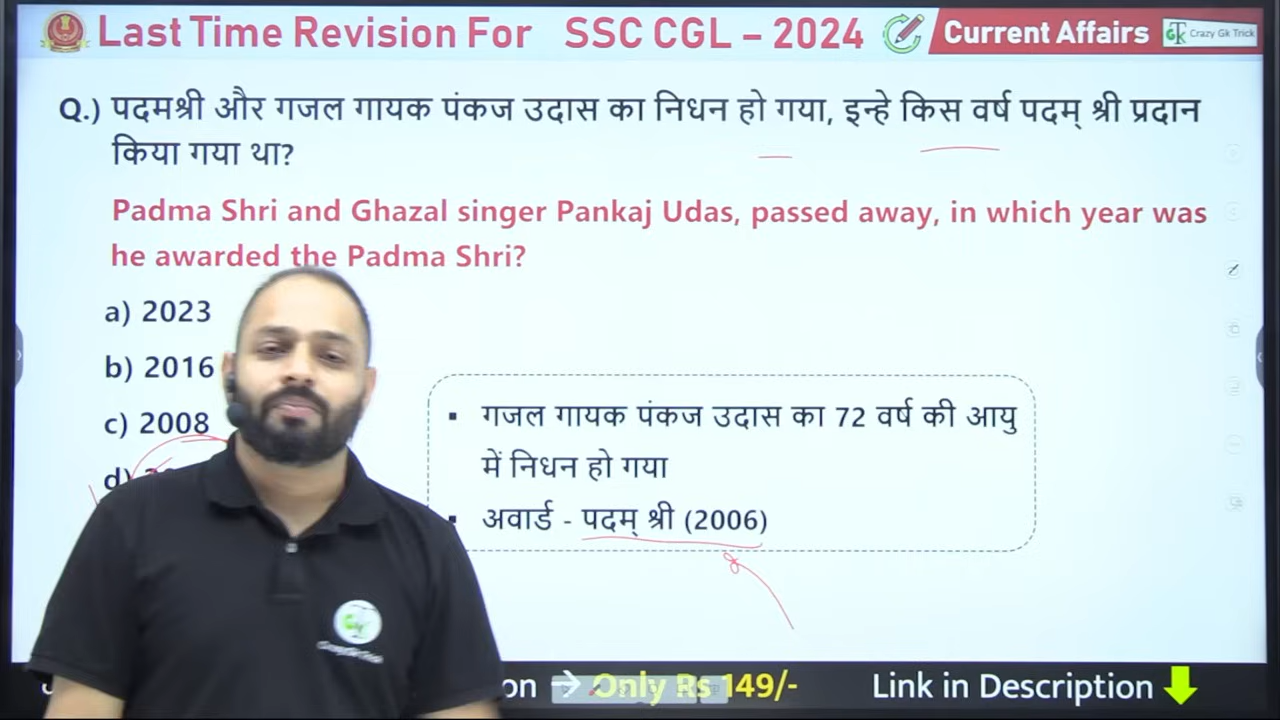 Last Time Revision For SSC CGL – 2024
Current Affairs
Crazy Gk Trick
Q.) पदमश्री और गजल गायक पंकज उदास का निधन हो गया, इन्हे किस वर्ष पदम् श्री प्रदान
किया गया था?
Padma Shri and Ghazal singer Pankaj Udas, passed away, in which year was
he awarded the Padma Shri?
a) 2023
b) 2016
c) 2008
d)
▪ गजल गायक पंकज उदास का 72 वर्ष की आयु
में निधन हो गया
▪ अवार्ड - पदम् श्री (2006)
Crazy Gk Trick
on → Only Rs 149/-
Link in Description